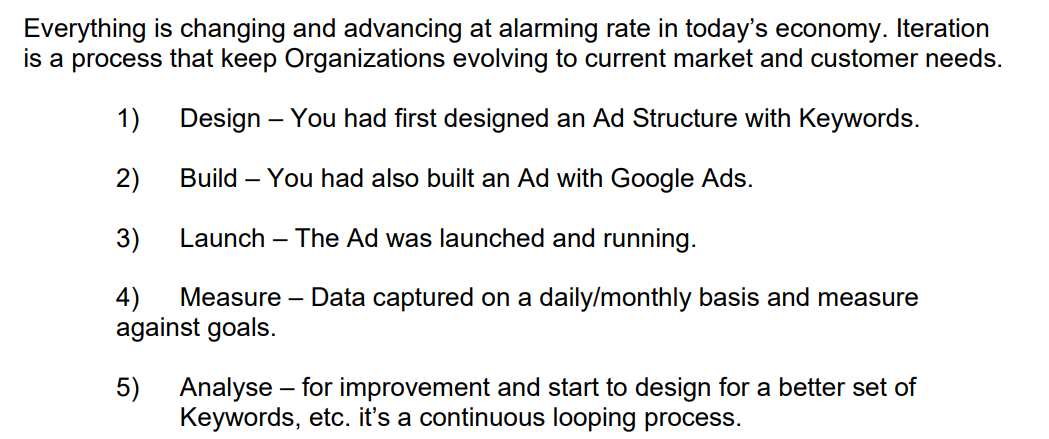 Everything is changing and advancing at alarming rate in today’s economy. Iteration
is a process that keep Organizations evolving to current market and customer needs.
1) Design – You had first designed an Ad Structure with Keywords.
2) Build – You had also built an Ad with Google Ads.
3) Launch – The Ad was launched and running.
4) Measure – Data captured on a daily/monthly basis and measure
against goals.
5) Analyse – for improvement and start to design for a better set of
Keywords, etc. it’s a continuous looping process.